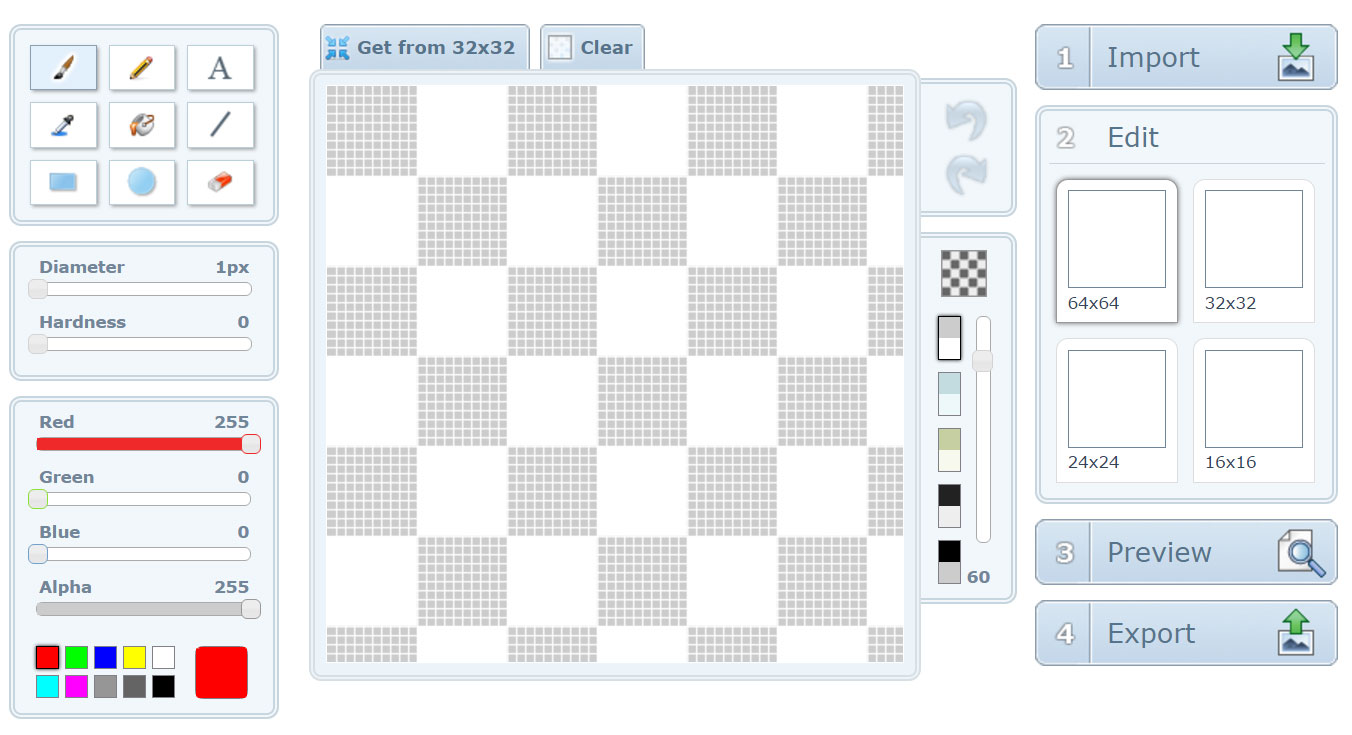 A
Diameter 1px
Hardness 0
Red 255
Green 0
Blue 0
Alpha 255
Get from 32x32
Clear
60
1 Import
2 Edit
64x64 32x32
24x24 16x16
3 Preview
4 Export